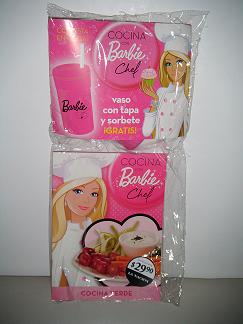 COCINA
Barbie
Chef
Barbie
vaso
con tapa
y sorbete
¡GRATIS!
COCINA
Barbie
Chef
$29.90
COCINA VERDE